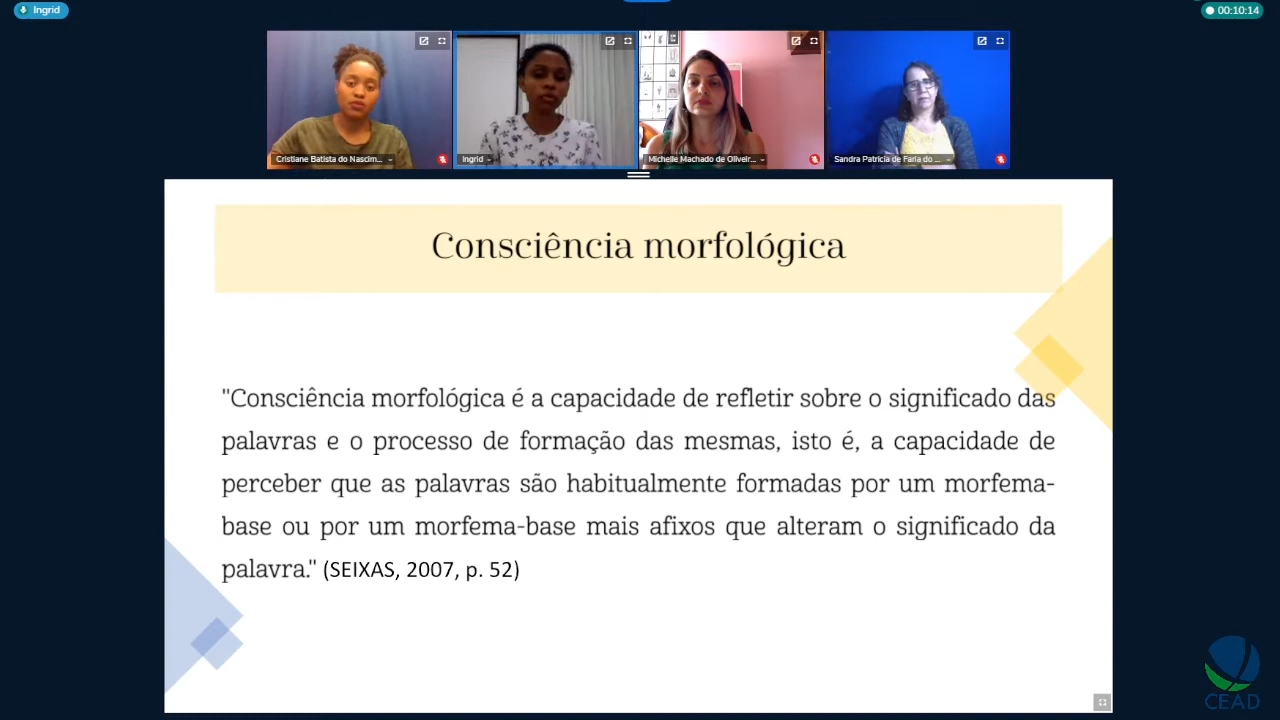 Ingrid
00:10:14
Cristiane Batista do Nascim...
Ingrid
Michelle Machado de Oliveir...
Sandra Patrícia de Faria do ...
Consciência morfológica
"Consciência morfológica é a capacidade de refletir sobre o significado das
palavras e o processo de formação das mesmas, isto é, a capacidade de
perceber que as palavras são habitualmente formadas por um morfema-
base ou por um morfema-base mais afixos que alteram o significado da
palavra." (SEIXAS, 2007, p. 52)
CEAD